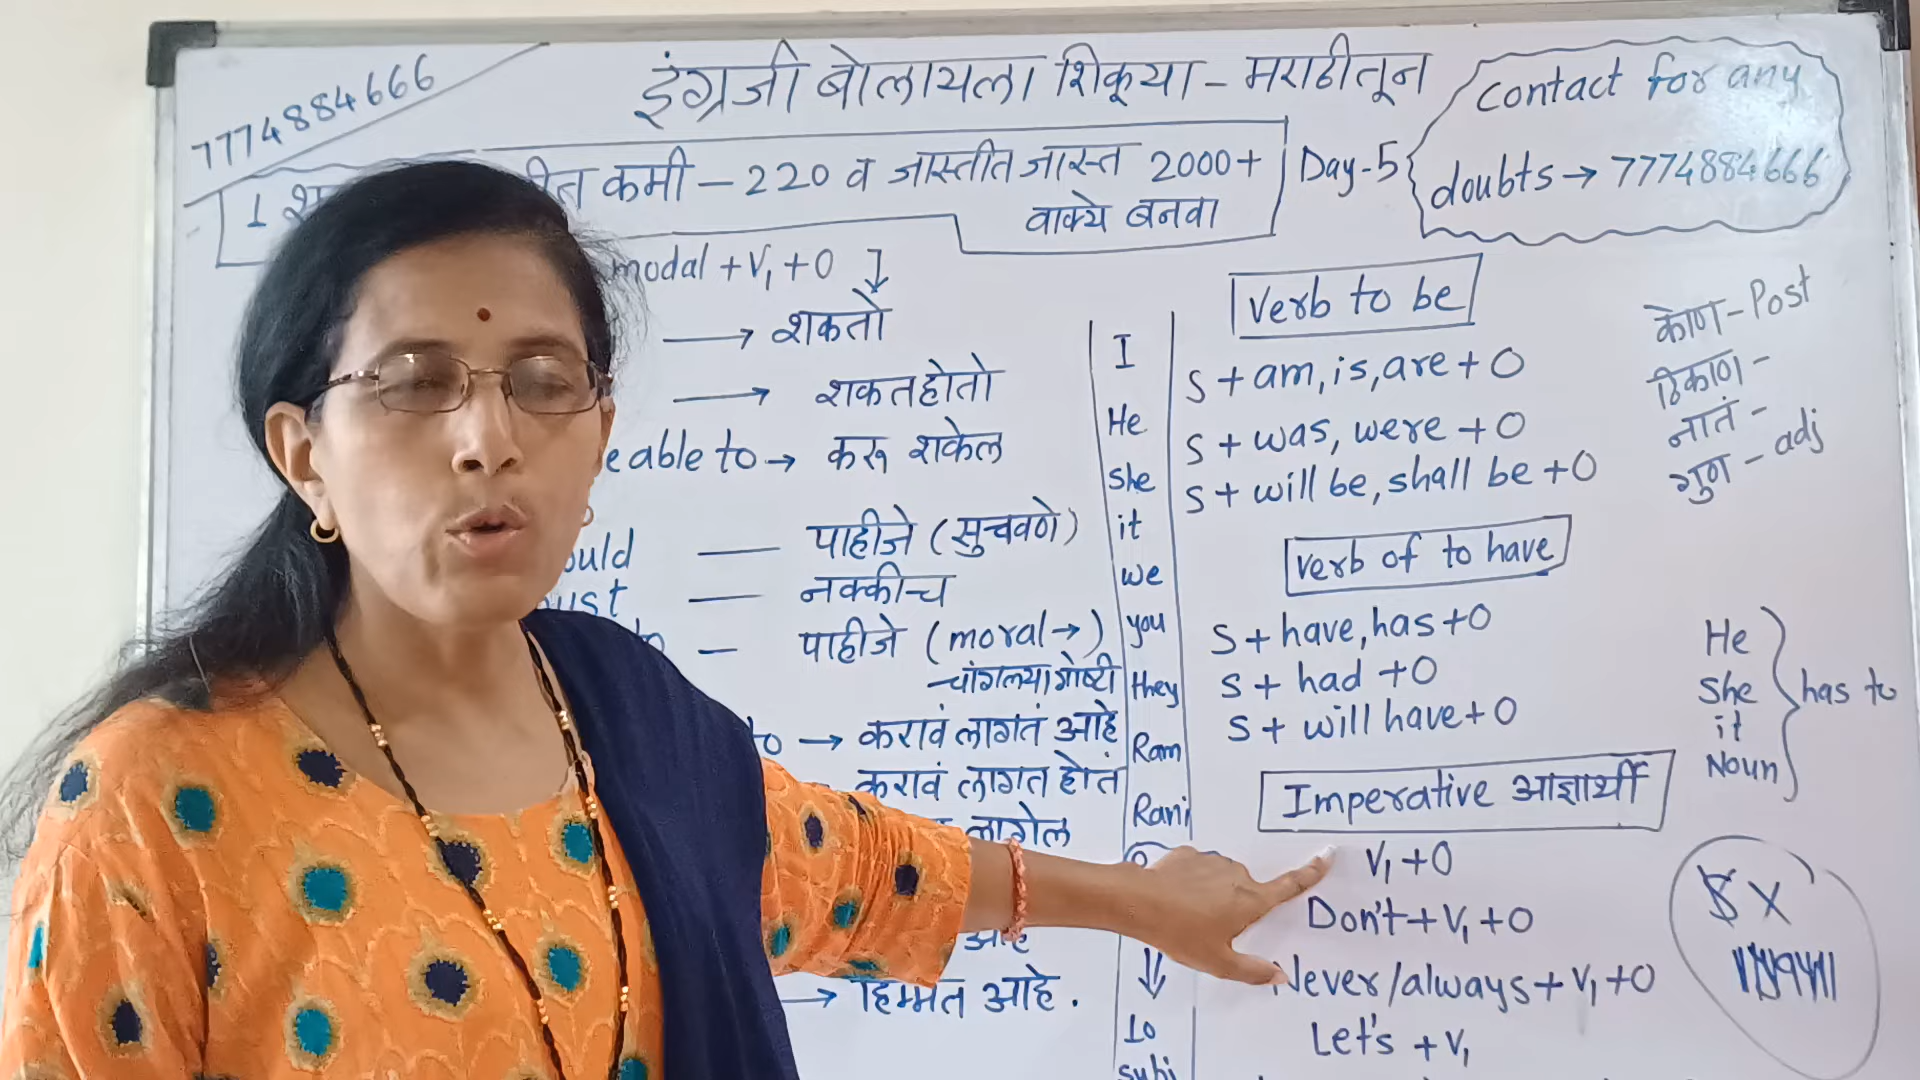 7774884666
इंग्रजी बोलायला शिकूया - मराठीतून
contact for any
doubts → 7774884666
1
कमी - 220 व जास्तीत जास्त 2000+
वाक्ये बनवा
Day-5
modal + V₁ + O
→ शकतो
→ शकत होतो
able to → करू शकेल
— पाहीजे (सुचवणे)
— नक्कीच
— पाहीजे (moral →)
चांगल्या गोष्टी
to → करावं लागतं आहे
करावं लागत होतं
लागेल
आहे
→ हिम्मत आहे.
I
He
she
it
we
you
they
Ram
Rani
10
Verb to be
S + am, is, are + O
S + was, were + O
S + will be, shall be + O
Verb of to have
S + have, has + O
S + had + O
S + will have + O
Imperative आज्ञार्थी
V₁ + O
Don't + V₁ + O
Never/always + V₁ + O
Let's + V₁
कोण - Post
ठिकाण -
नातं -
गुण - adj
He
She
it
Noun
has to